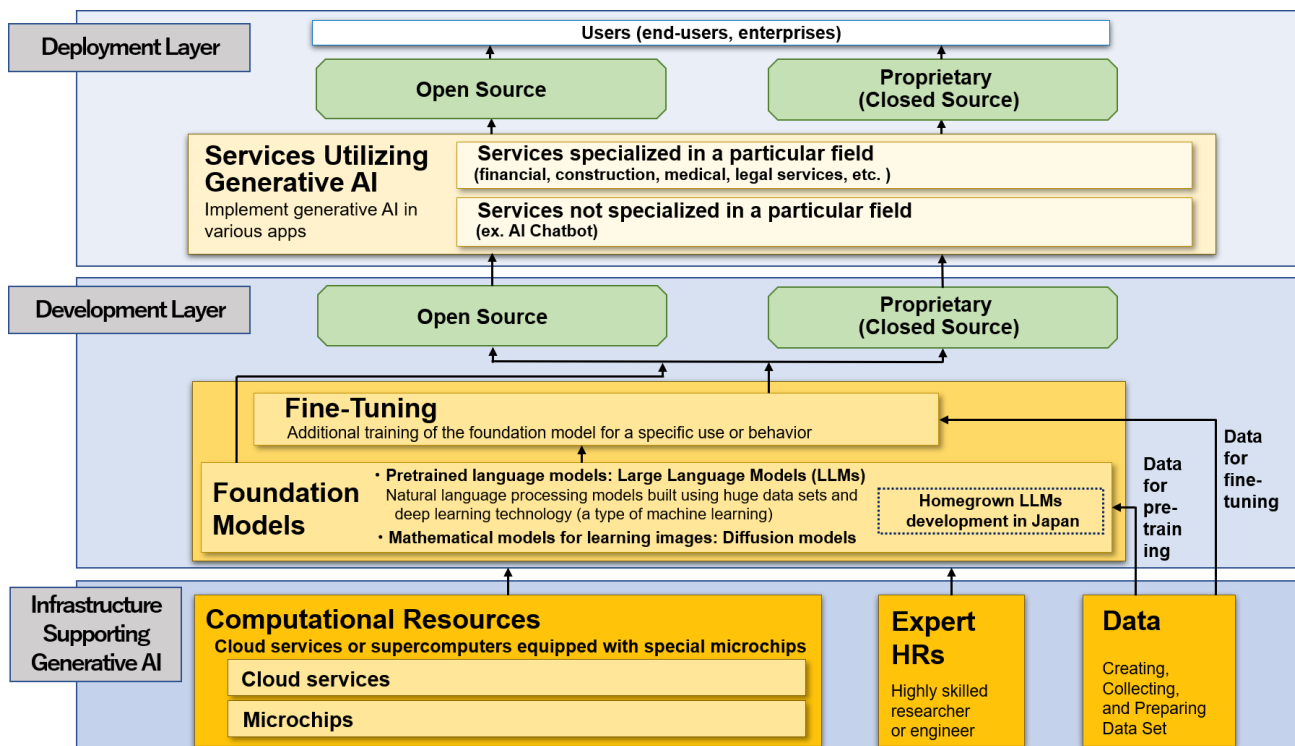 Deployment Layer
Users (end-users, enterprises)
Open Source
Proprietary
(Closed Source)
Services Utilizing
Generative AI
Implement generative AI in
various apps
Services specialized in a particular field
(financial, construction, medical, legal services, etc. )
Services not specialized in a particular field
(ex. AI Chatbot)
Development Layer
Open Source
Proprietary
(Closed Source)
Fine-Tuning
Additional training of the foundation model for a specific use or behavior
Foundation
Models
・Pretrained language models: Large Language Models (LLMs)
Natural language processing models built using huge data sets and
deep learning technology (a type of machine learning)
・Mathematical models for learning images: Diffusion models
Homegrown LLMs
development in Japan
Data
for
pre-
train
ing
Data
for
fine-
tuning
Infrastructure
Supporting
Generative AI
Computational Resources
Cloud services or supercomputers equipped with special microchips
Cloud services
Microchips
Expert
HRs
Highly skilled
researcher
or engineer
Data
Creating,
Collecting,
and Preparing
Data Set